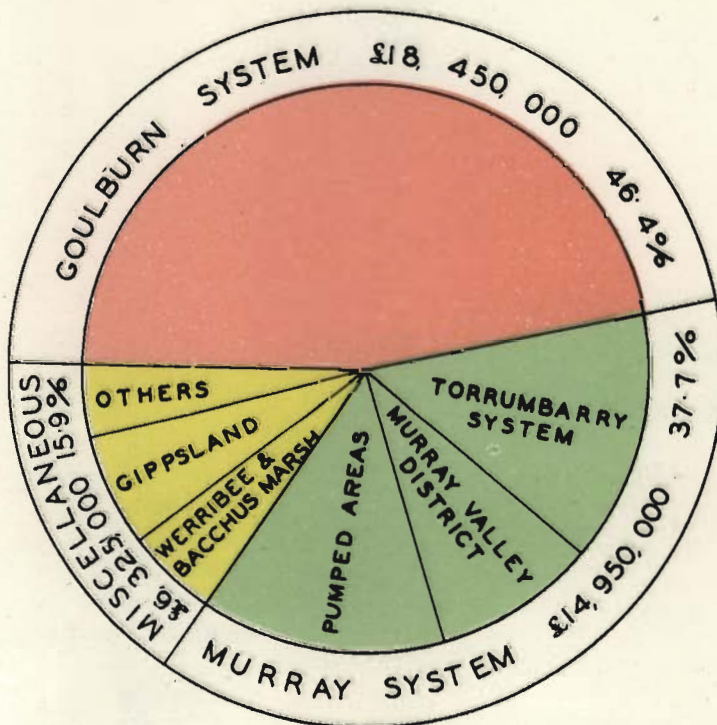 GOULBURN SYSTEM £18, 450, 000 46·4%
37·7%
MURRAY SYSTEM £14, 950, 000
MISCELLANEOUS 15·9%
£6, 325, 000
TORRUMBARRY
SYSTEM
MURRAY VALLEY
DISTRICT
PUMPED AREAS
WERRIBEE &
BACCHUS MARSH
GIPPSLAND
OTHERS